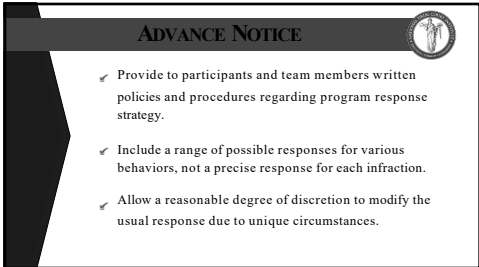 ADVANCE NOTICE
Provide to participants and team members written
policies and procedures regarding program response
strategy.
Include a range of possible responses for various
behaviors, not a precise response for each infraction.
Allow a reasonable degree of discretion to modify the
usual response due to unique circumstances.